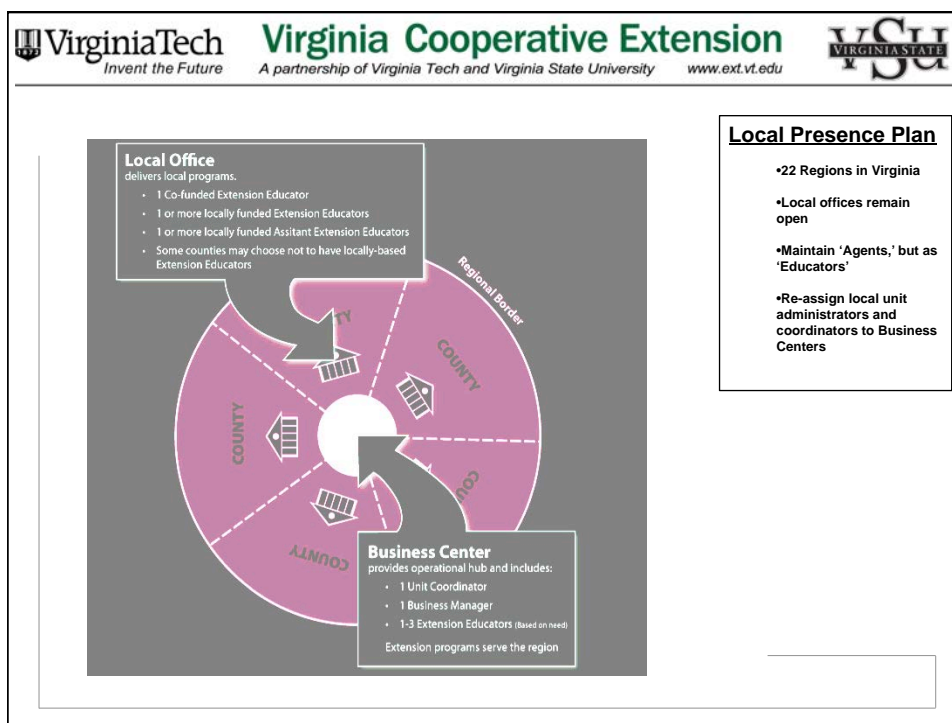 VirginiaTech
1872
Invent the Future
Virginia Cooperative Extension
A partnership of Virginia Tech and Virginia State University www.ext.vt.edu
VSU
VIRGINIA STATE
Local Presence Plan
•22 Regions in Virginia
•Local offices remain
open
•Maintain ‘Agents,’ but as
‘Educators’
•Re-assign local unit
administrators and
coordinators to Business
Centers
Local Office
delivers local programs.
• 1 Co-funded Extension Educator
• 1 or more locally funded Extension Educators
• 1 or more locally funded Assitant Extension Educators
• Some counties may choose not to have locally-based
Extension Educators
Regional Border
TY
COUNTY
COUNTY
COU
COUNTY
Business Center
provides operational hub and includes:
• 1 Unit Coordinator
• 1 Business Manager
• 1-3 Extension Educators (Based on need)
Extension programs serve the region